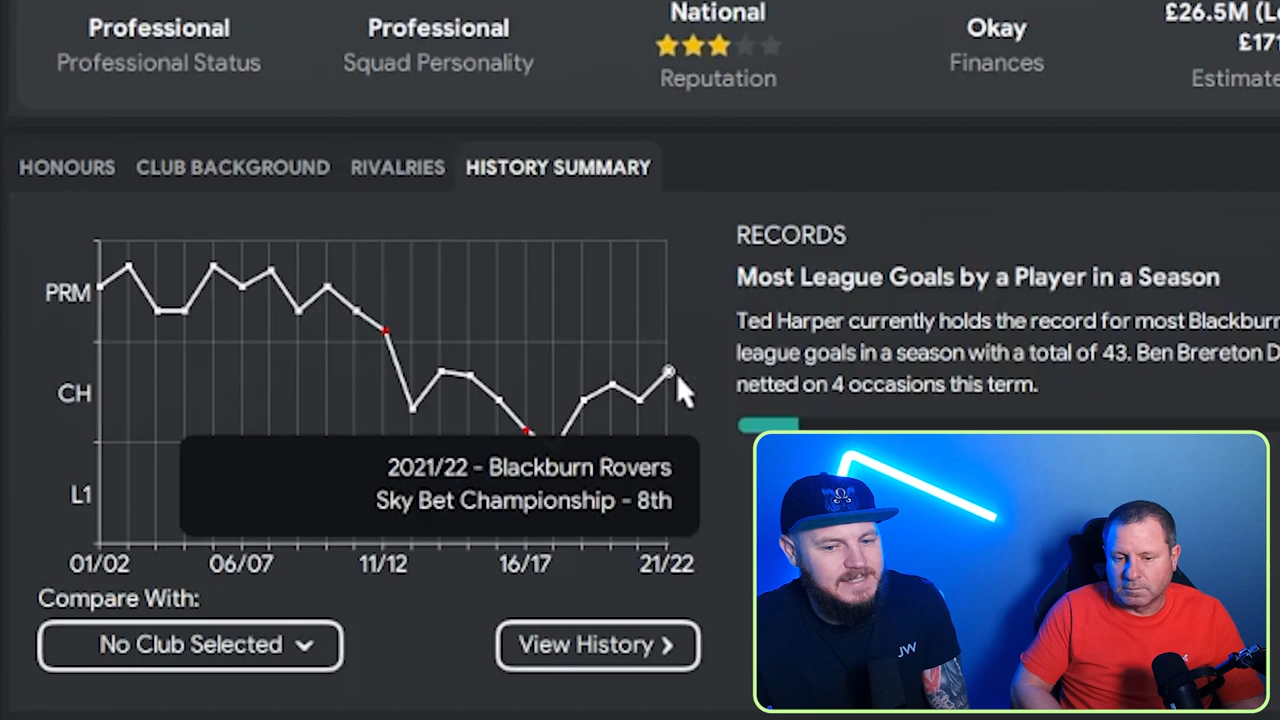 Professional
Professional Status
Professional
Squad Personality
National
Reputation
Okay
Finances
£26.5M (L
£17
Estimate
HONOURS
CLUB BACKGROUND
RIVALRIES
HISTORY SUMMARY
PRM
CH
L1
2021/22 - Blackburn Rovers
Sky Bet Championship - 8th
01/02
06/07
11/12
16/17
21/22
Compare With:
No Club Selected
View History
RECORDS
Most League Goals by a Player in a Season
Ted Harper currently holds the record for most Blackburn
league goals in a season with a total of 43. Ben Brereton D
netted on 4 occasions this term.
JW